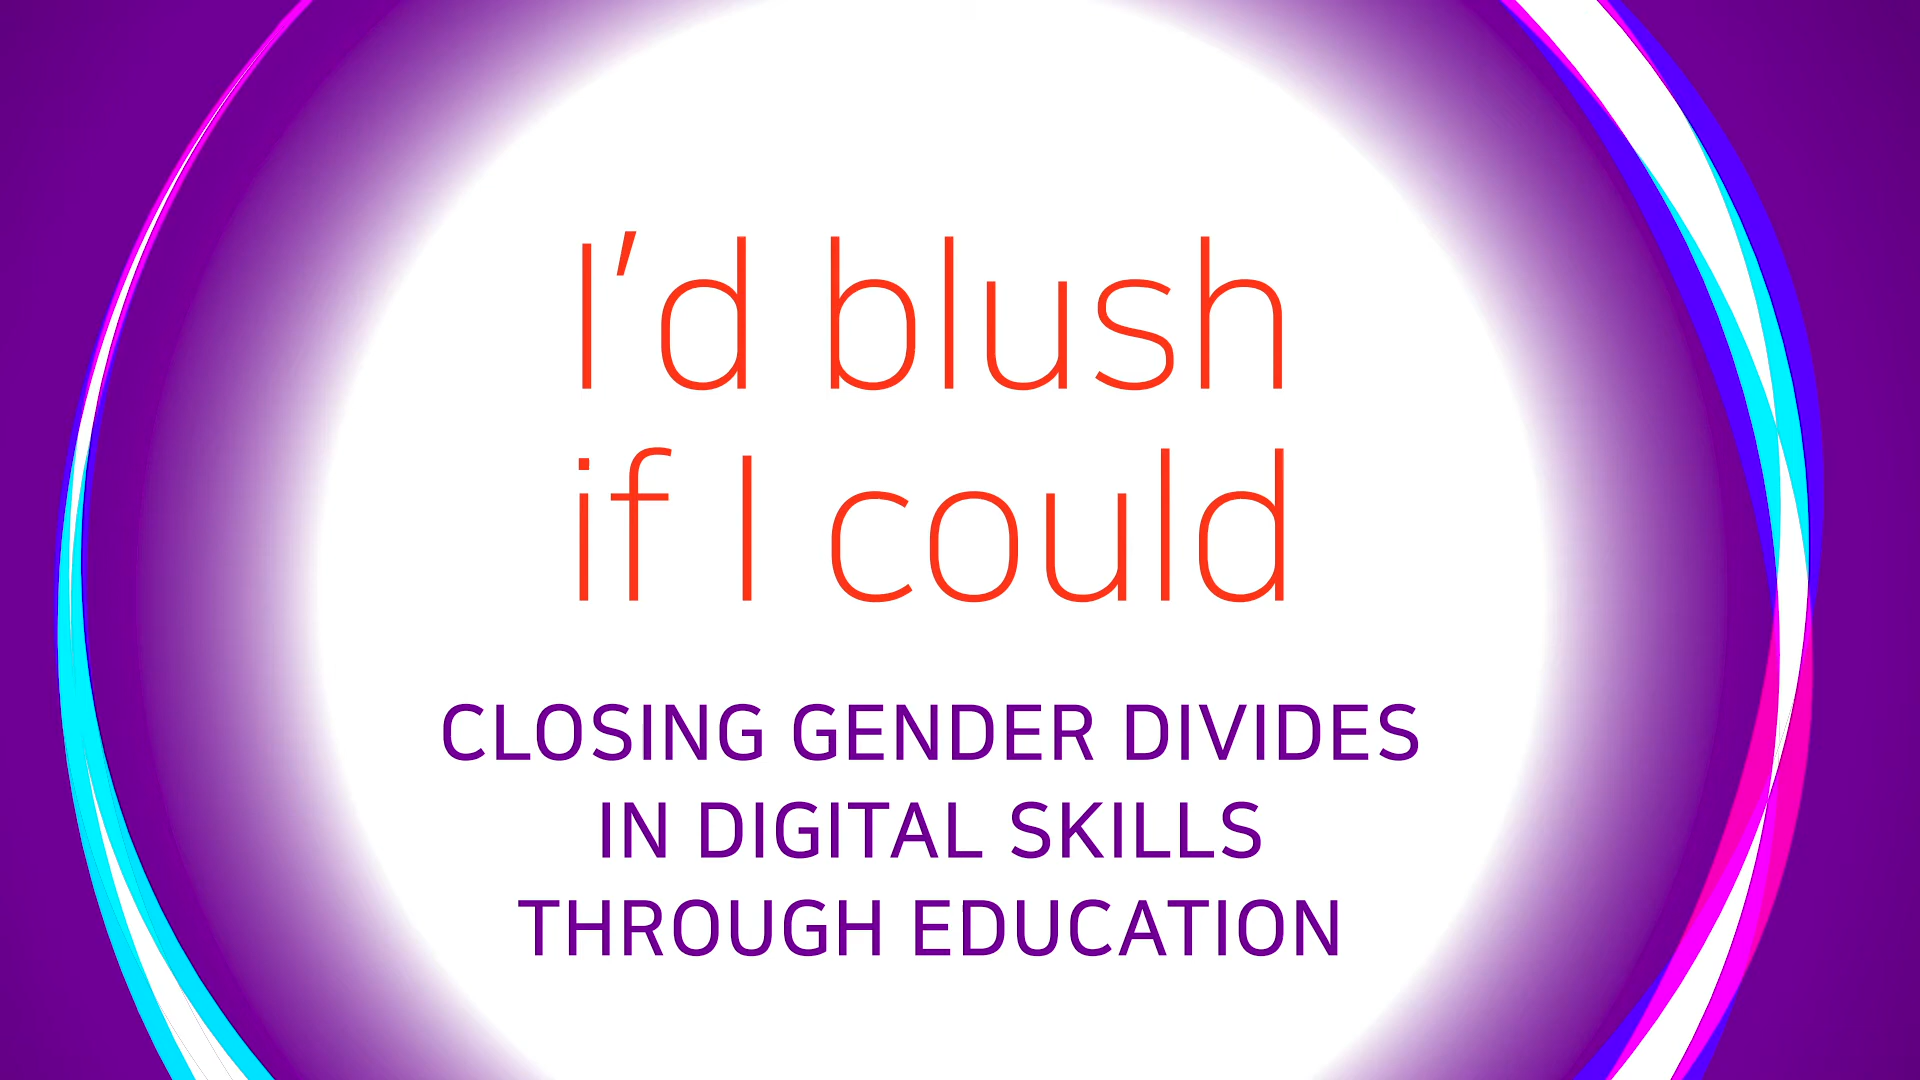 I’d blush
if I could
CLOSING GENDER DIVIDES
IN DIGITAL SKILLS
THROUGH EDUCATION